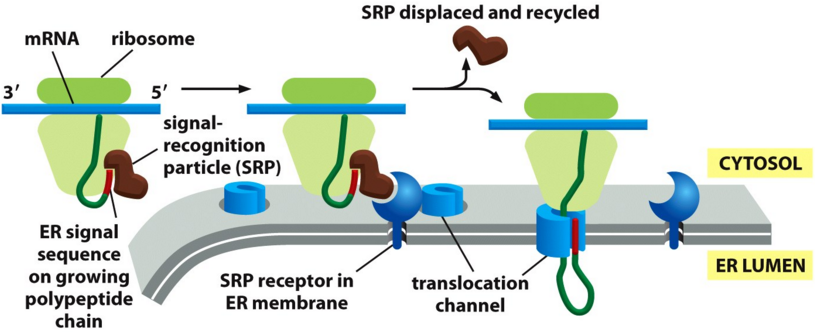 SRP displaced and recycled
mRNA
ribosome
3′
5′
signal-
recognition
particle (SRP)
CYTOSOL
ER signal
sequence
on growing
polypeptide
chain
SRP receptor in
ER membrane
translocation
channel
ER LUMEN